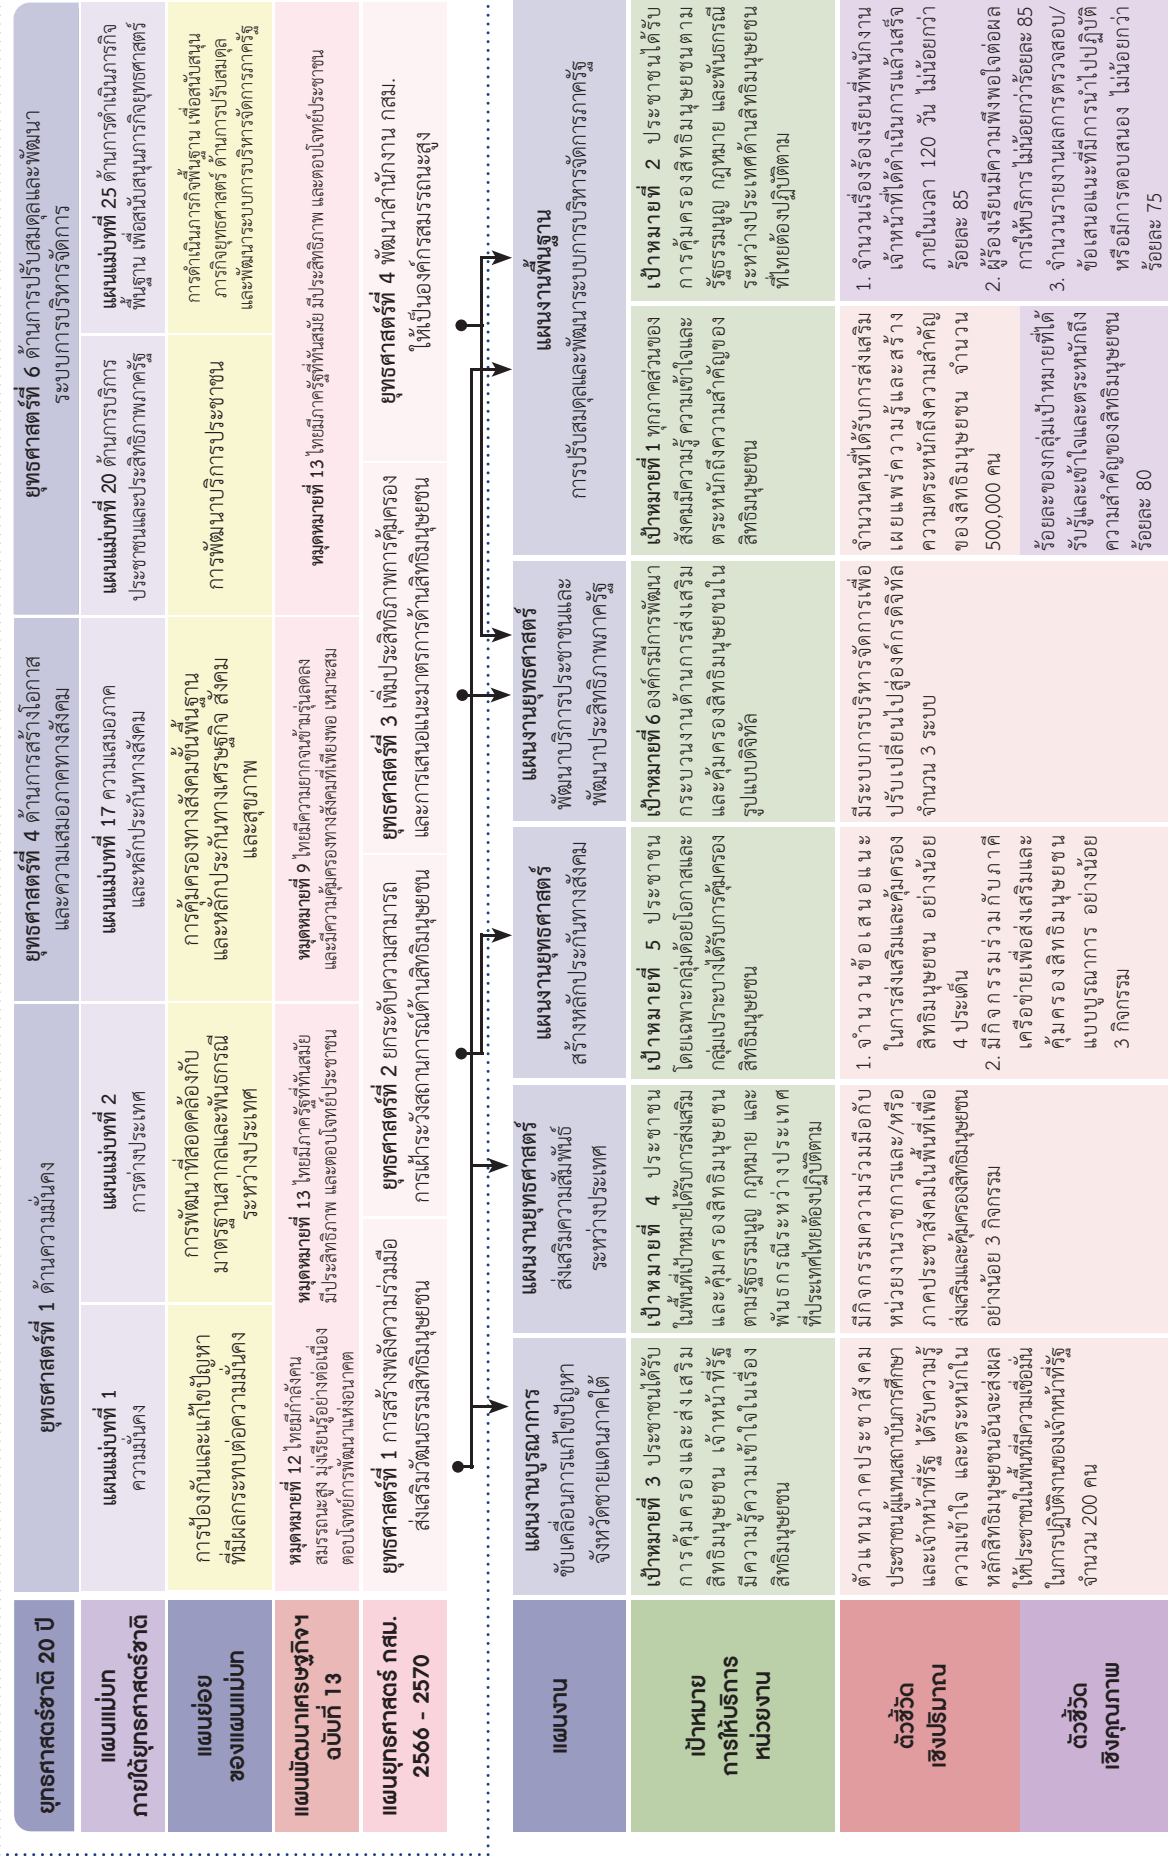 ยุทธศาสตร์ชาติ 20 ปี
ยุทธศาสตร์ที่ 1 ด้านความมั่นคง
ยุทธศาสตร์ที่ 4 ด้านการสร้างโอกาส
และความเสมอภาคทางสังคม
ยุทธศาสตร์ที่ 6 ด้านการปรับสมดุลและพัฒนา
ระบบการบริหารจัดการ
แผนแม่บท
ภายใต้ยุทธศาสตร์ชาติ
แผนแม่บทที่ 1
ความมั่นคง
แผนแม่บทที่ 2
การต่างประเทศ
แผนแม่บทที่ 17 ความเสมอภาค
และหลักประกันทางสังคม
แผนแม่บทที่ 20 ด้านการบริการ
ประชาชนและประสิทธิภาพภาครัฐ
แผนแม่บทที่ 25 ด้านการดำเนินภารกิจ
พื้นฐาน เพื่อสนับสนุนภารกิจยุทธศาสตร์
แผนย่อย
ของแผนแม่บท
การป้องกันและแก้ไขปัญหา
ที่มีผลกระทบต่อความมั่นคง
การพัฒนาที่สอดคล้องกับ
มาตรฐานสากลและพันธกรณี
ระหว่างประเทศ
การคุ้มครองทางสังคมขั้นพื้นฐาน
และหลักประกันทางเศรษฐกิจ สังคม
และสุขภาพ
การพัฒนาบริการประชาชน
การดำเนินภารกิจพื้นฐาน เพื่อสนับสนุน
ภารกิจยุทธศาสตร์ ด้านการปรับสมดุล
และพัฒนาระบบการบริหารจัดการภาครัฐ
แผนพัฒนาเศรษฐกิจฯ
ฉบับที่ 13
หมุดหมายที่ 12 ไทยมีกำลังคน
สมรรถนะสูง มุ่งเรียนรู้อย่างต่อเนื่อง
ตอบโจทย์การพัฒนาแห่งอนาคต
หมุดหมายที่ 13 ไทยมีภาครัฐที่ทันสมัย
มีประสิทธิภาพ และตอบโจทย์ประชาชน
หมุดหมายที่ 9 ไทยมีความยากจนข้ามรุ่นลดลง
และมีความคุ้มครองทางสังคมที่เพียงพอ เหมาะสม
หมุดหมายที่ 13 ไทยมีภาครัฐที่ทันสมัย มีประสิทธิภาพ และตอบโจทย์ประชาชน
แผนยุทธศาสตร์ กสม.
2566 - 2570
ยุทธศาสตร์ที่ 1 การสร้างพลังความร่วมมือ
ส่งเสริมวัฒนธรรมสิทธิมนุษยชน
ยุทธศาสตร์ที่ 2 ยกระดับความสามารถ
การเฝ้าระวังสถานการณ์ด้านสิทธิมนุษยชน
ยุทธศาสตร์ที่ 3 เพิ่มประสิทธิภาพการคุ้มครอง
และการเสนอแนะมาตรการด้านสิทธิมนุษยชน
ยุทธศาสตร์ที่ 4 พัฒนาสำนักงาน กสม.
ให้เป็นองค์กรสมรรถนะสูง
แผนงาน
แผนงานบูรณาการ
ขับเคลื่อนการแก้ไขปัญหา
จังหวัดชายแดนภาคใต้
แผนงานยุทธศาสตร์
ส่งเสริมความสัมพันธ์
ระหว่างประเทศ
แผนงานยุทธศาสตร์
สร้างหลักประกันทางสังคม
แผนงานยุทธศาสตร์
พัฒนาบริการประชาชนและ
พัฒนาประสิทธิภาพภาครัฐ
แผนงานพื้นฐาน
การปรับสมดุลและพัฒนาระบบการบริหารจัดการภาครัฐ
เป้าหมาย
การให้บริการ
หน่วยงาน
เป้าหมายที่ 3 ประชาชนได้รับ
การคุ้มครองและส่งเสริม
สิทธิมนุษยชน เจ้าหน้าที่รัฐ
มีความรู้ความเข้าใจในเรื่อง
สิทธิมนุษยชน
เป้าหมายที่ 4 ประชาชน
ในพื้นที่เป้าหมายได้รับการส่งเสริม
และคุ้มครองสิทธิมนุษยชน
ตามรัฐธรรมนูญ กฎหมาย และ
พันธกรณีระหว่างประเทศ
ที่ประเทศไทยต้องปฏิบัติตาม
เป้าหมายที่ 5 ประชาชน
โดยเฉพาะกลุ่มด้อยโอกาสและ
กลุ่มเปราะบางได้รับการคุ้มครอง
สิทธิมนุษยชน
เป้าหมายที่ 6 องค์กรมีการพัฒนา
กระบวนงานด้านการส่งเสริม
และคุ้มครองสิทธิมนุษยชนใน
รูปแบบดิจิทัล
เป้าหมายที่ 1 ทุกภาคส่วนของ
สังคมมีความรู้ ความเข้าใจและ
ตระหนักถึงความสำคัญของ
สิทธิมนุษยชน
เป้าหมายที่ 2 ประชาชนได้รับ
การคุ้มครองสิทธิมนุษยชนตาม
รัฐธรรมนูญ กฎหมาย และพันธกรณี
ระหว่างประเทศด้านสิทธิมนุษยชน
ที่ไทยต้องปฏิบัติตาม
ตัวชี้วัด
เชิงปริมาณ
ตัวชี้วัด
เชิงคุณภาพ
ตัวแทนภาคประชาสังคม
ประชาชนผู้แทนสถาบันการศึกษา
และเจ้าหน้าที่รัฐ ได้รับความรู้
ความเข้าใจ และตระหนักใน
หลักสิทธิมนุษยชนอันจะส่งผล
ให้ประชาชนในพื้นที่มีความเชื่อมั่น
ในการปฏิบัติงานของเจ้าหน้าที่รัฐ
จำนวน 200 คน
มีกิจกรรมความร่วมมือกับ
หน่วยงานราชการและ/หรือ
ภาคประชาสังคมในพื้นที่เพื่อ
ส่งเสริมและคุ้มครองสิทธิมนุษยชน
อย่างน้อย 3 กิจกรรม
1. จำนวนข้อเสนอแนะ
ในการส่งเสริมและคุ้มครอง
สิทธิมนุษยชน อย่างน้อย
4 ประเด็น
2. มีกิจกรรมร่วมกับภาคี
เครือข่ายเพื่อส่งเสริมและ
คุ้มครองสิทธิมนุษยชน
แบบบูรณาการ อย่างน้อย
3 กิจกรรม
มีระบบการบริหารจัดการเพื่อ
ปรับเปลี่ยนไปสู่องค์กรดิจิทัล
จำนวน 3 ระบบ
จำนวนคนที่ได้รับการส่งเสริม
เผยแพร่ความรู้และสร้าง
ความตระหนักถึงความสำคัญ
ของสิทธิมนุษยชน จำนวน
500,000 คน
ร้อยละของกลุ่มเป้าหมายที่ได้
รับรู้และเข้าใจและตระหนักถึง
ความสำคัญของสิทธิมนุษยชน
ร้อยละ 80
1. จำนวนเรื่องร้องเรียนที่พนักงาน
เจ้าหน้าที่ได้ดำเนินการแล้วเสร็จ
ภายในเวลา 120 วัน ไม่น้อยกว่า
ร้อยละ 85
2. ผู้ร้องเรียนมีความพึงพอใจต่อผล
การให้บริการ ไม่น้อยกว่าร้อยละ 85
3. จำนวนรายงานผลการตรวจสอบ/
ข้อเสนอแนะที่มีการนำไปปฏิบัติ
หรือมีการตอบสนอง ไม่น้อยกว่า
ร้อยละ 75